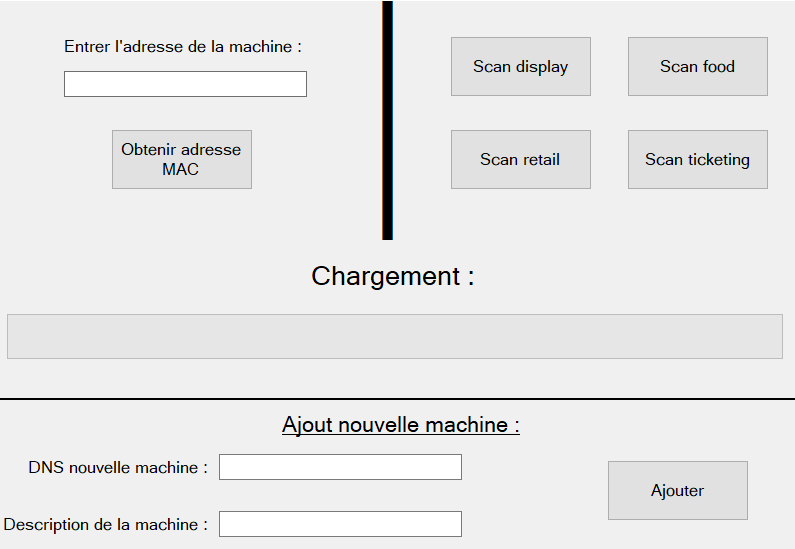 Entrer l'adresse de la machine :
Obtenir adresse
MAC
Scan display
Scan food
Scan retail
Scan ticketing
Chargement :
Ajout nouvelle machine :
DNS nouvelle machine :
Description de la machine :
Ajouter